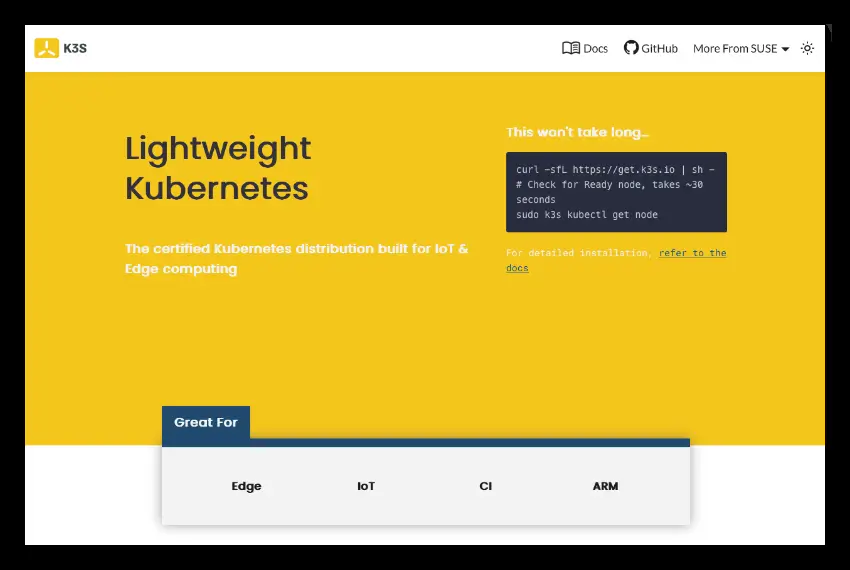 K3S
Docs
GitHub
More From SUSE
Lightweight
Kubernetes
The certified Kubernetes distribution built for IoT &
Edge computing
This won't take long...
curl -sfL https://get.k3s.io | sh -
# Check for Ready node, takes ~30
seconds
sudo k3s kubectl get node
For detailed installation, refer to the
docs
Great For
Edge
IoT
CI
ARM